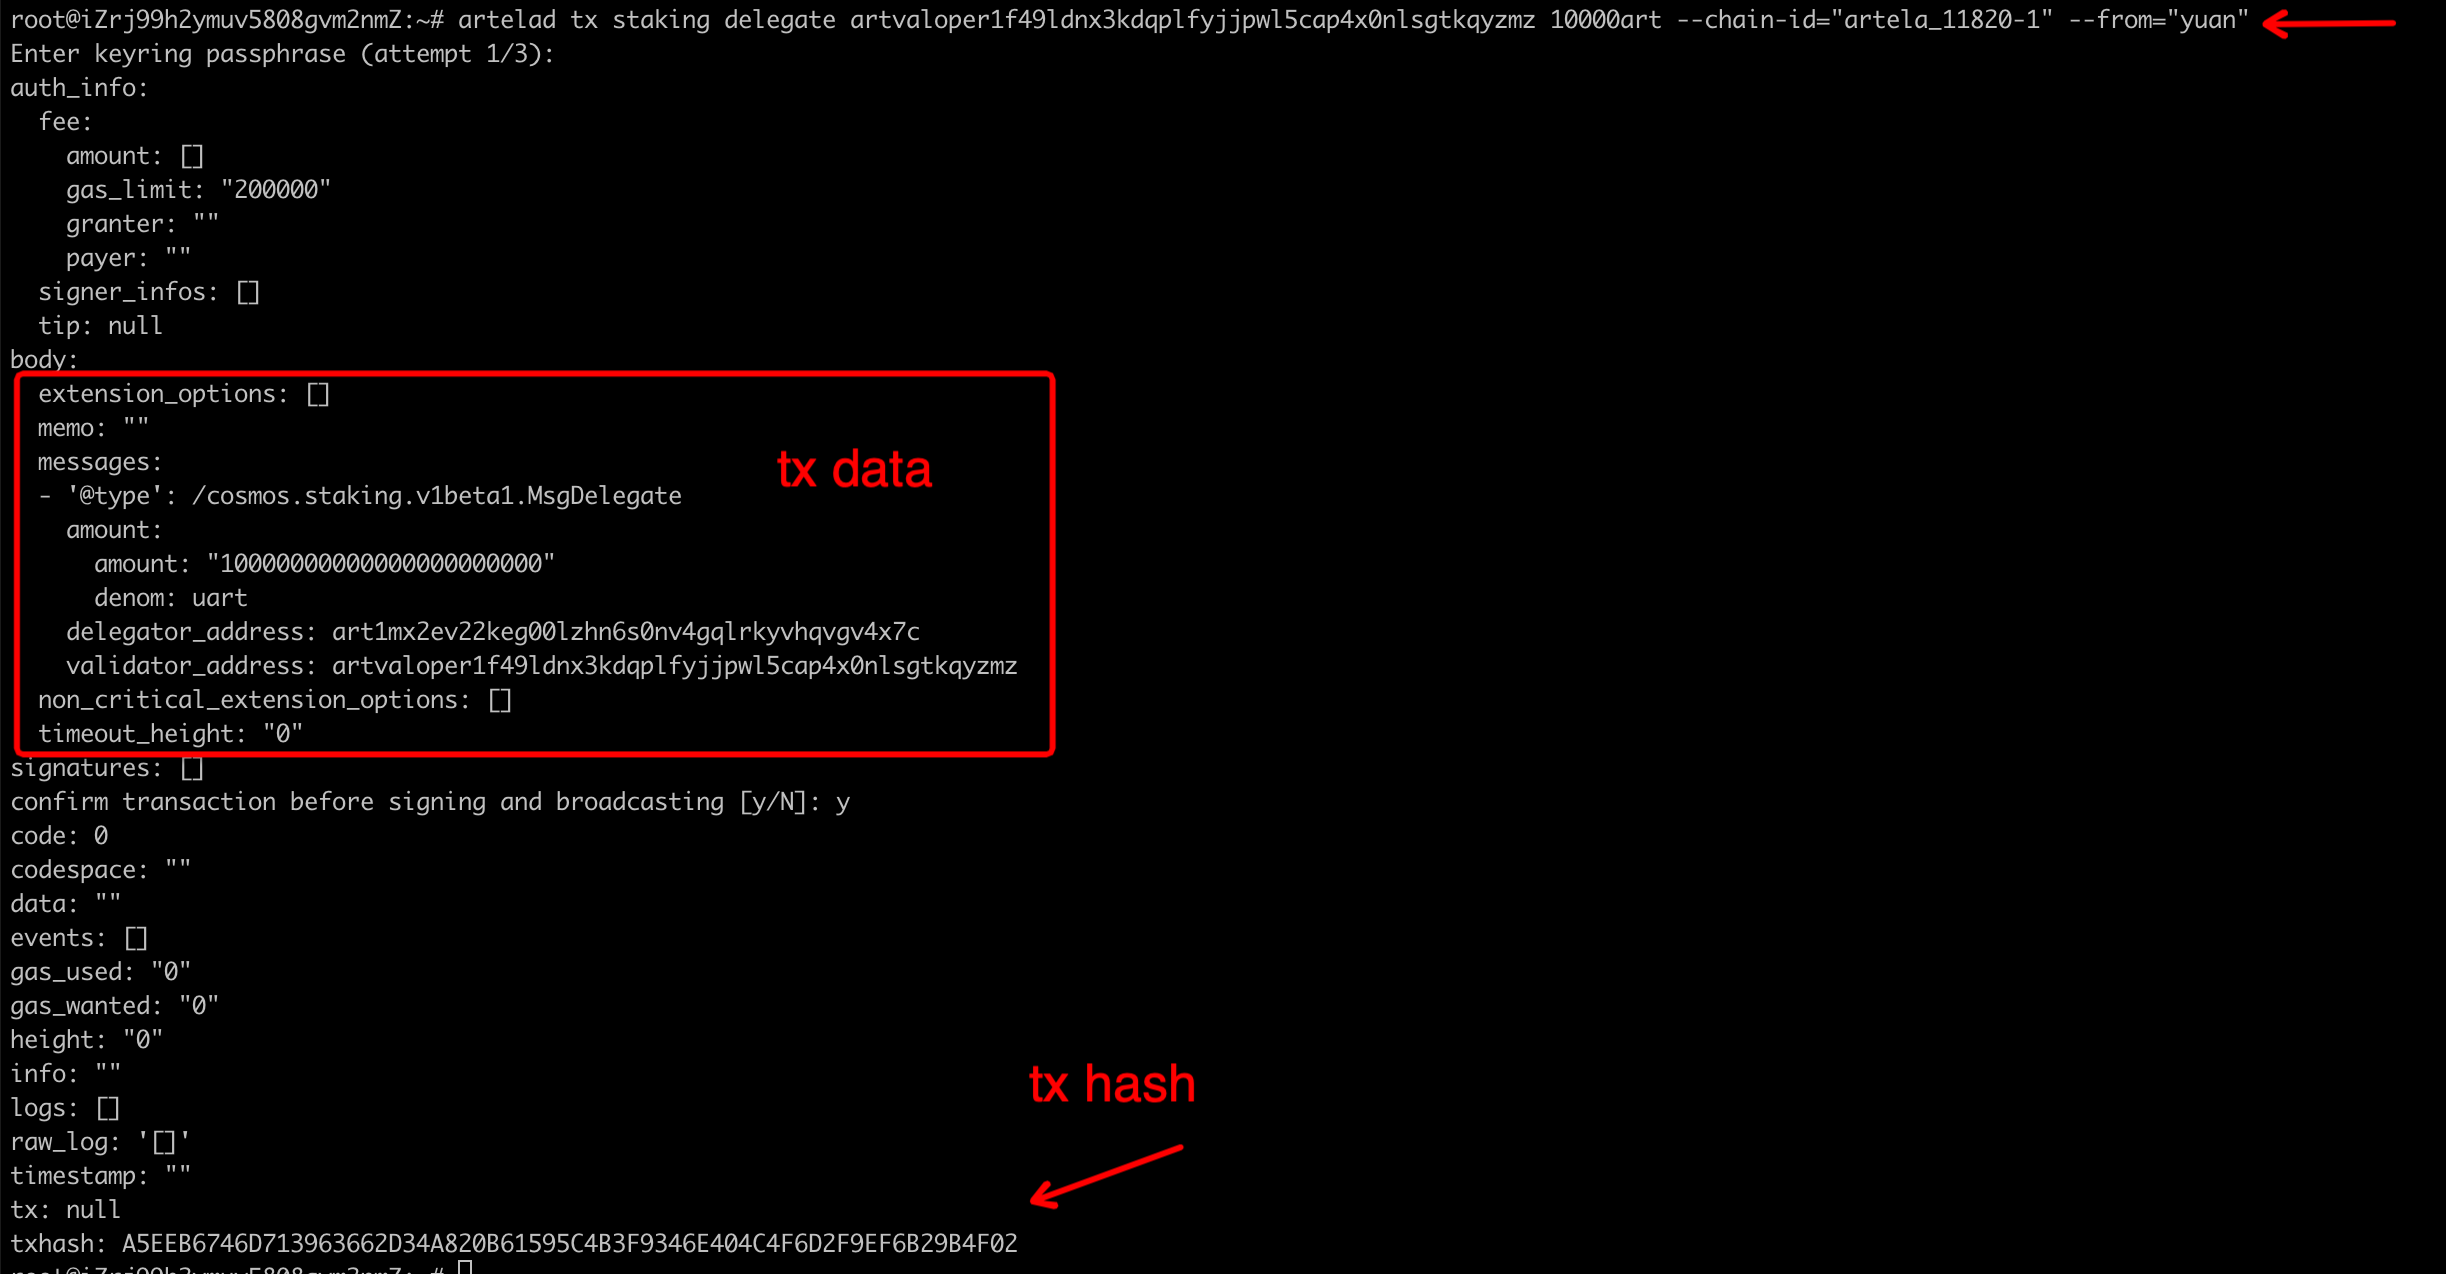 root@iZrj99h2ymuv5808gvm2nmZ:~# artelad tx staking delegate artvaloper1f49ldnx3kdqplfyjjpwl5cap4x0nlsgtkqyzmz 10000art --chain-id="artela_11820-1" --from="yuan"
Enter keyring passphrase (attempt 1/3):
auth_info:
  fee:
    amount: []
    gas_limit: "200000"
    granter: ""
    payer: ""
  signer_infos: []
  tip: null
body:
  extension_options: []
  memo: ""
  messages:
tx data
  - '@type': /cosmos.staking.v1beta1.MsgDelegate
    amount:
      amount: "10000000000000000000000"
      denom: uart
    delegator_address: art1mx2ev22keg00lzhn6s0nv4gqlrkyvhqvgv4x7c
    validator_address: artvaloper1f49ldnx3kdqplfyjjpwl5cap4x0nlsgtkqyzmz
  non_critical_extension_options: []
  timeout_height: "0"
signatures: []
confirm transaction before signing and broadcasting [y/N]: y
code: 0
codespace: ""
data: ""
events: []
gas_used: "0"
gas_wanted: "0"
height: "0"
info: ""
tx hash
logs: []
raw_log: '[]'
timestamp: ""
tx: null
txhash: A5EEB6746D713963662D34A820B61595C4B3F9346E404C4F6D2F9EF6B29B4F02
root@iZrj99h2ymuv5808gvm2nmZ:~#